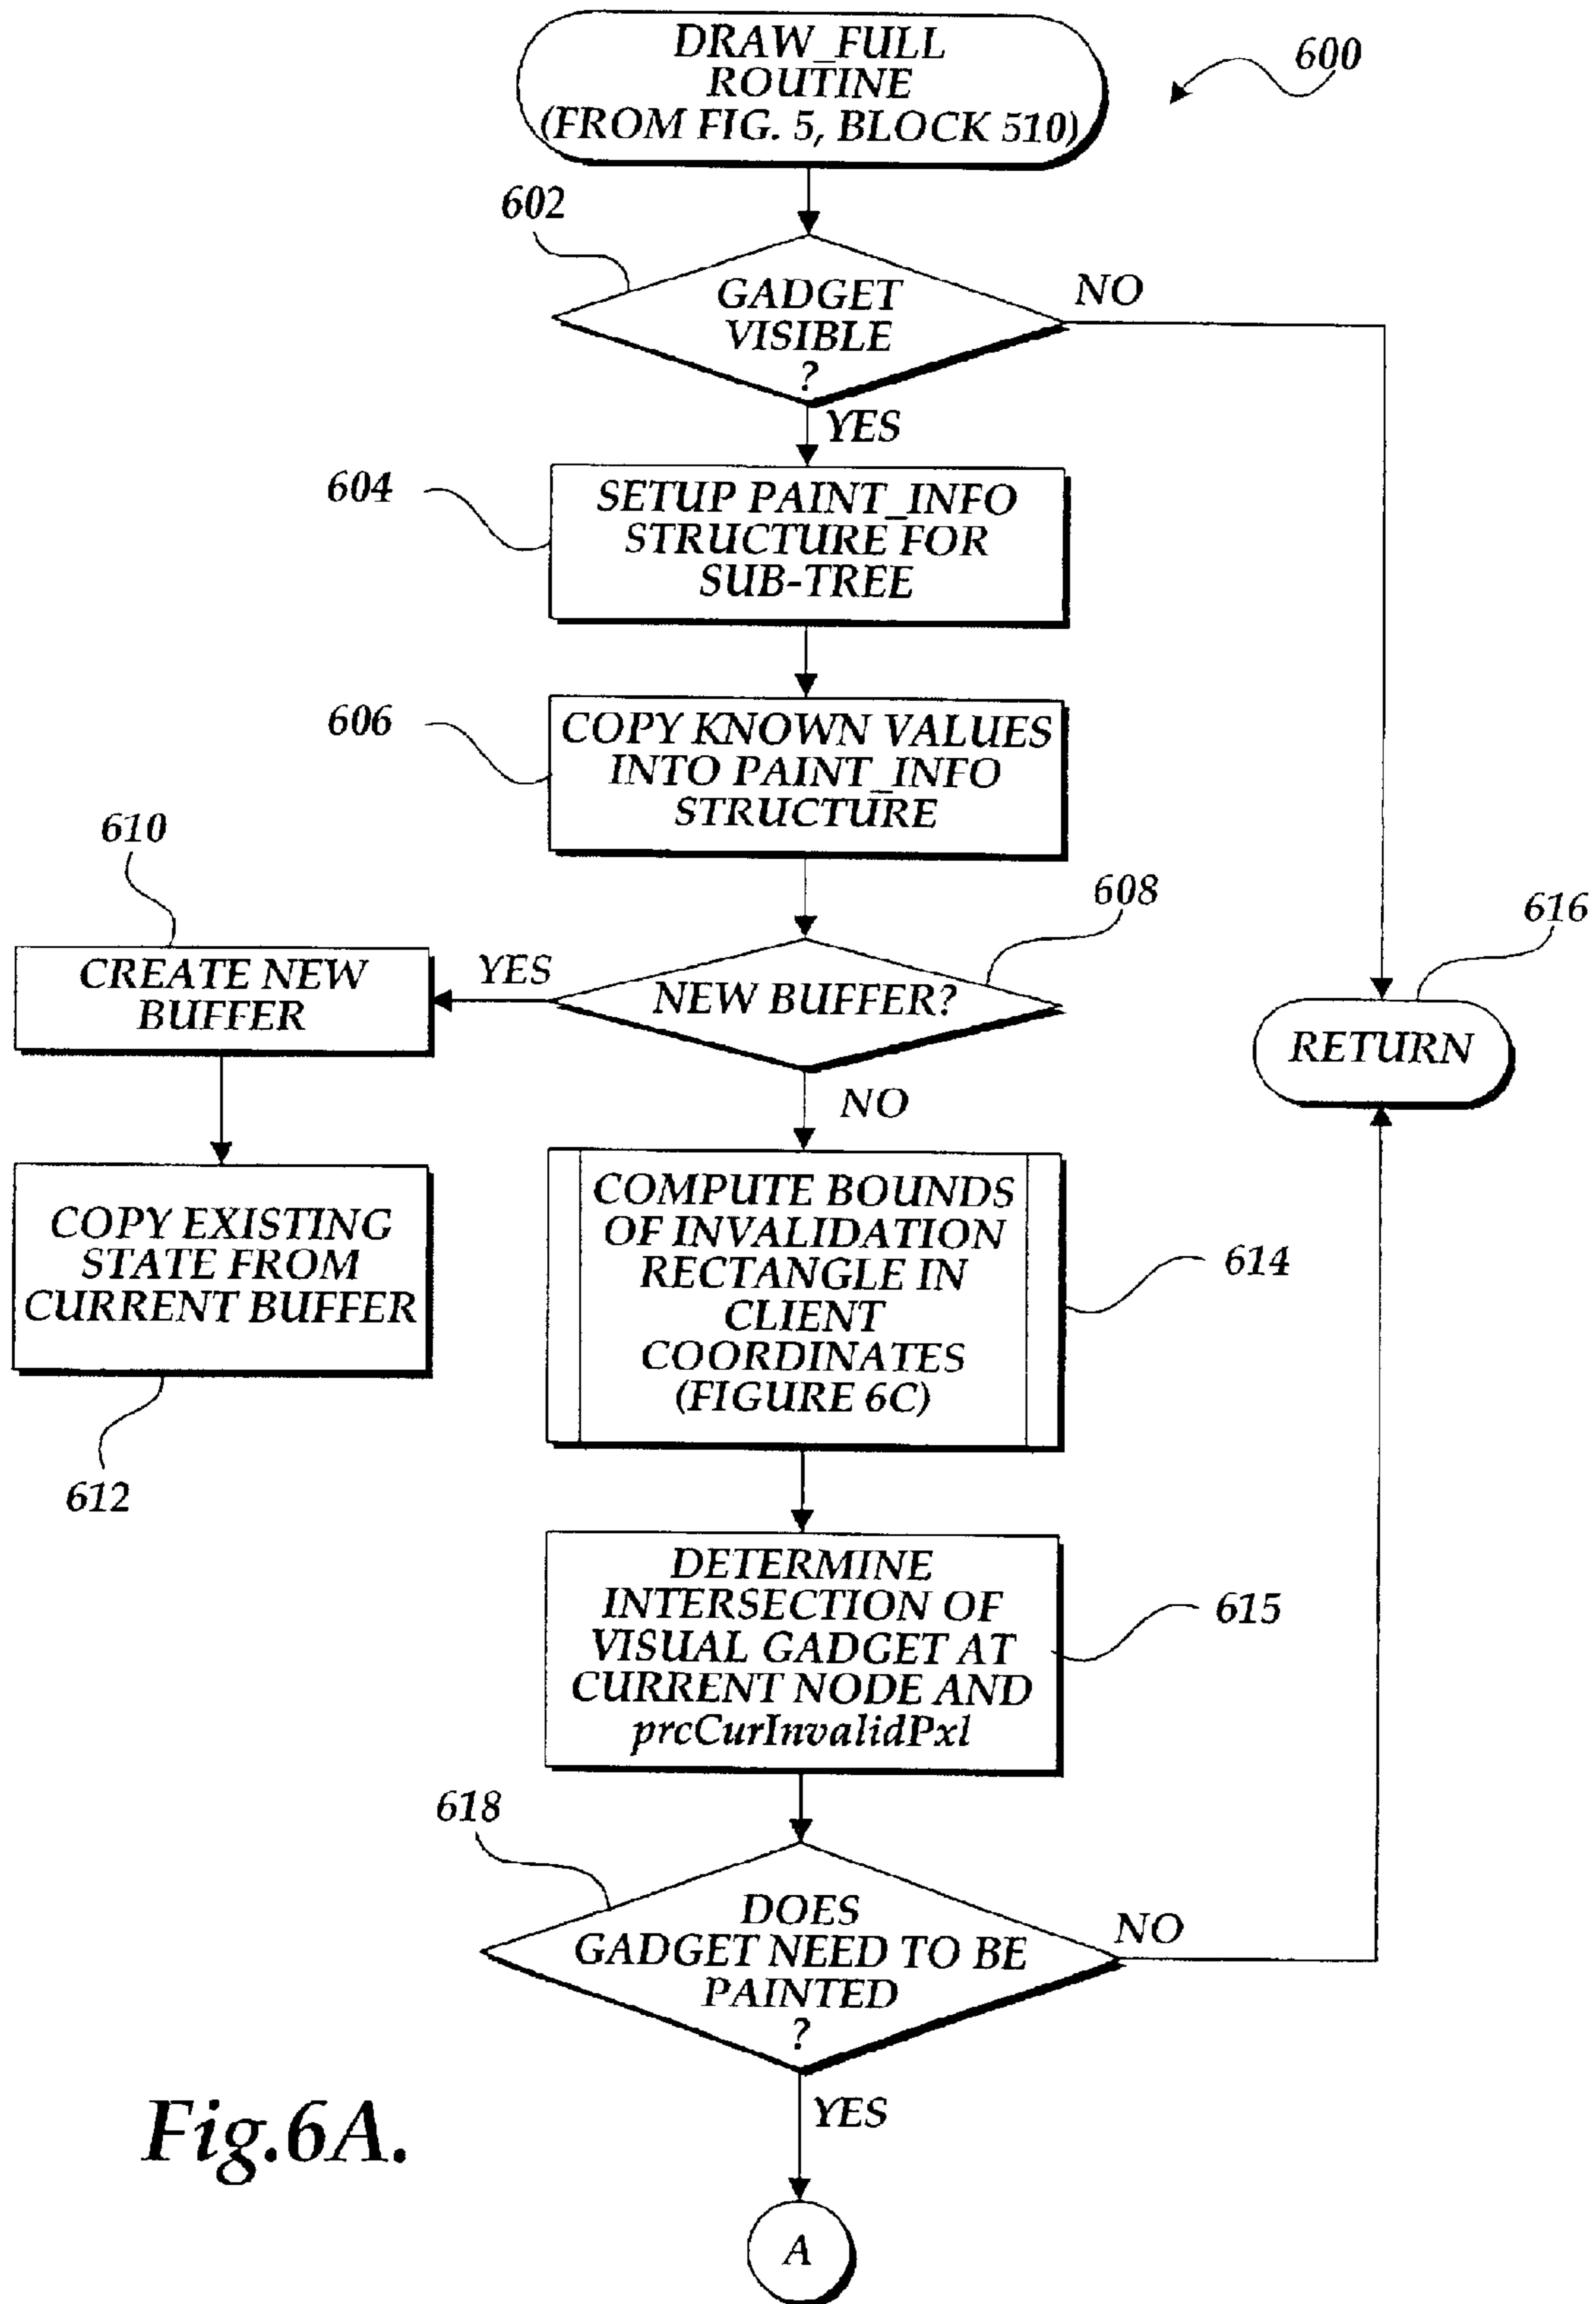 DRAW_FULL
ROUTINE
(FROM FIG. 5, BLOCK 510)
600
602
GADGET
VISIBLE
?
NO
YES
604
SETUP PAINT_INFO
STRUCTURE FOR
SUB-TREE
606
COPY KNOWN VALUES
INTO PAINT_INFO
STRUCTURE
610
608
616
CREATE NEW
BUFFER
YES
NEW BUFFER?
RETURN
NO
COPY EXISTING
STATE FROM
CURRENT BUFFER
612
COMPUTE BOUNDS
OF INVALIDATION
RECTANGLE IN
CLIENT
COORDINATES
(FIGURE 6C)
614
DETERMINE
INTERSECTION OF
VISUAL GADGET AT
CURRENT NODE AND
prcCurInvalidPxl
615
618
DOES
GADGET NEED TO BE
PAINTED
?
NO
YES
A
Fig.6A.